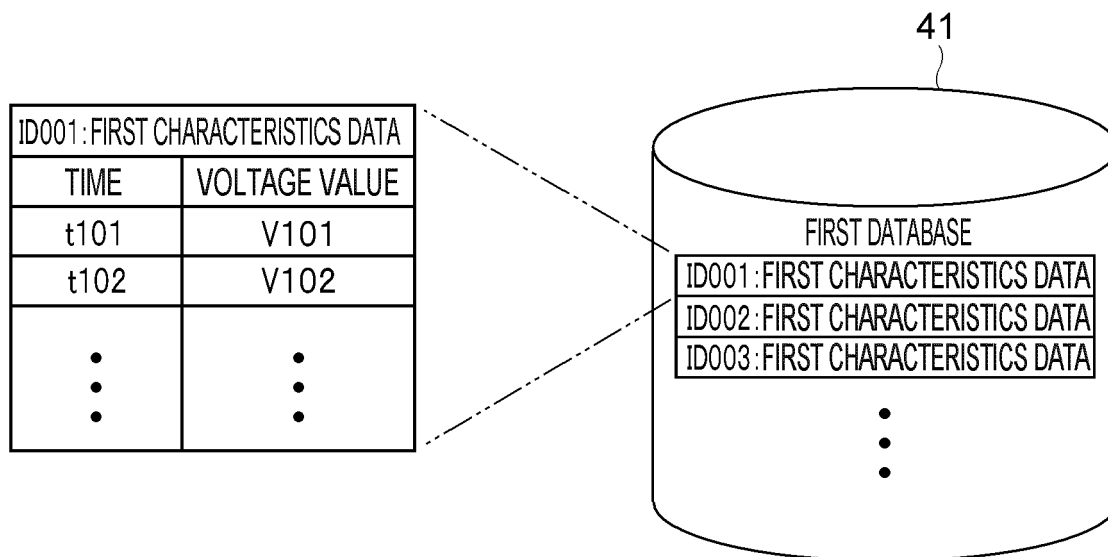 41
ID001:FIRST CHARACTERISTICS DATA
TIME VOLTAGE VALUE
t101 V101
t102 V102
FIRST DATABASE
ID001:FIRST CHARACTERISTICS DATA
ID002:FIRST CHARACTERISTICS DATA
ID003:FIRST CHARACTERISTICS DATA